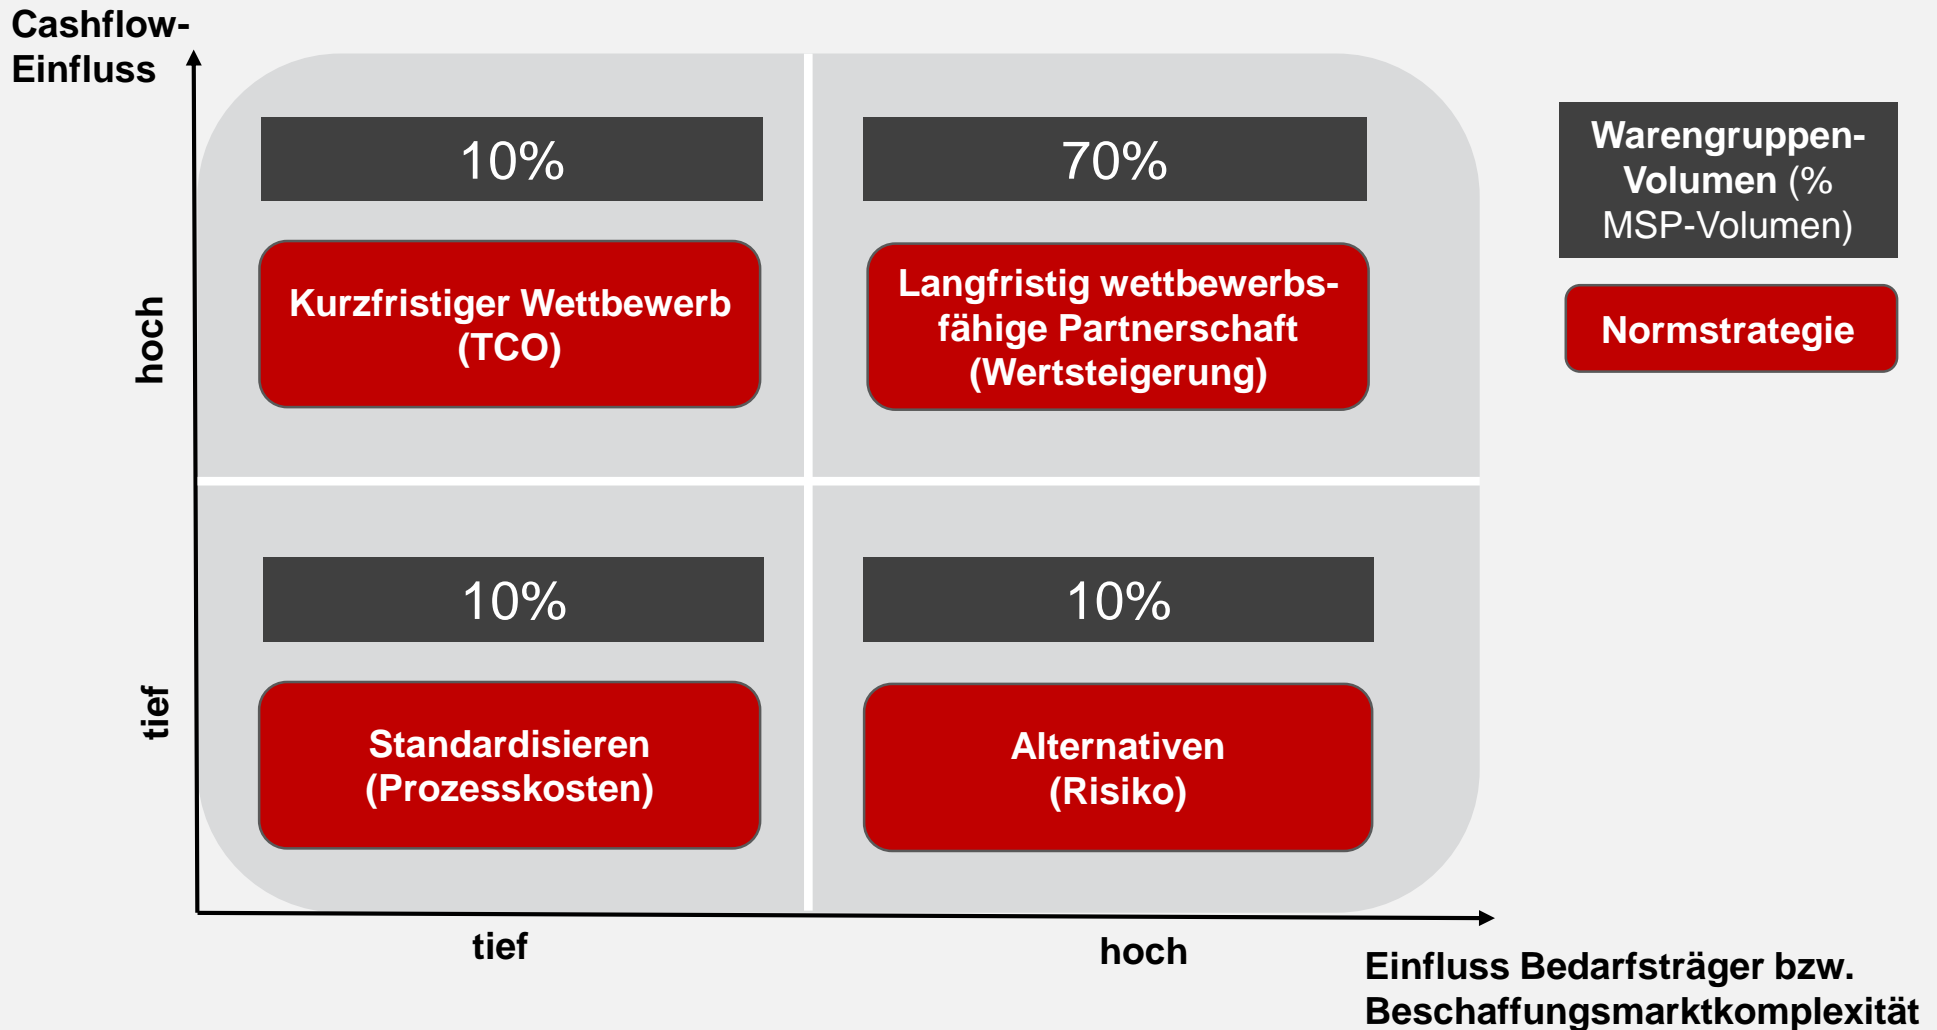 Cashflow-
Einfluss
hoch
tief
10%
Kurzfristiger Wettbewerb
(TCO)
70%
Langfristig wettbewerbs-
fähige Partnerschaft
(Wertsteigerung)
10%
Standardisieren
(Prozesskosten)
10%
Alternativen
(Risiko)
tief
hoch
Einfluss Bedarfsträger bzw.
Beschaffungsmarktkomplexität
Warengruppen-
Volumen (%
MSP-Volumen)
Normstrategie